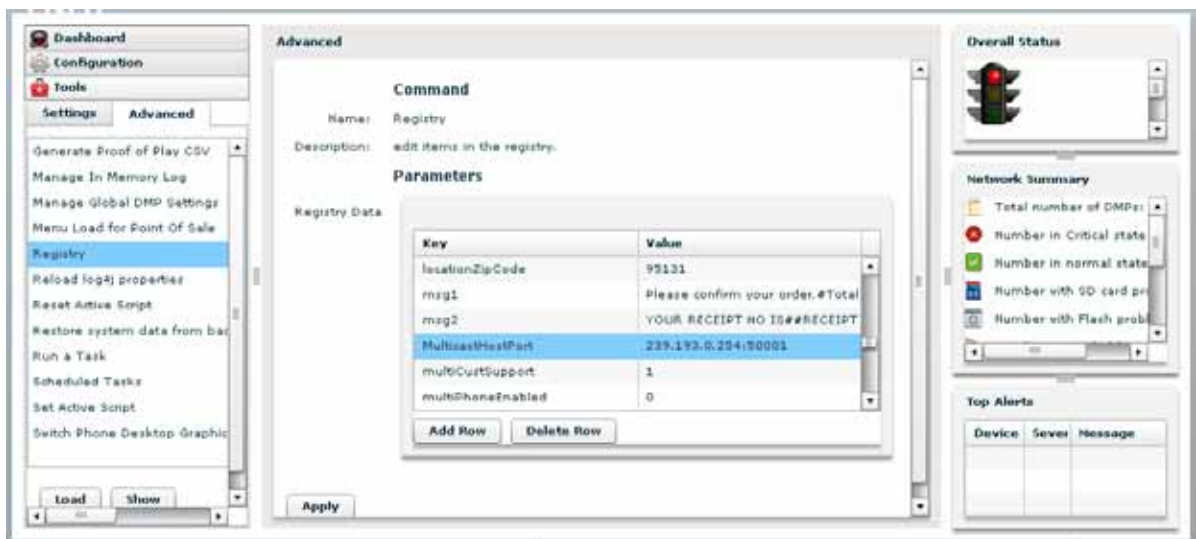 Dashboard
Configuration
Tools
Settings
Advanced
Generate Proof of Play CSV
Manage In Memory Log
Manage Global DMP Settings
Menu Load for Point Of Sale
Registry
Reload log4j properties
Reset Active Script
Restore system data from bac
Run a Task
Scheduled Tasks
Set Active Script
Switch Phone Desktop Graphic
Load
Show
Advanced
Command
Name: Registry
Description: edit items in the registry.
Parameters
Registry Data
Key Value
locationZipCode 95131
msg1 Please confirm your order.#Total
msg2 YOUR RECEIPT NO IS##RECEIPT
MulticastHostPort 239.193.0.254:50001
multiCustSupport 1
multiPhoneEnabled 0
Add Row
Delete Row
Apply
Overall Status
Network Summary
Total number of DMPs:
Number in Critical state
Number in normal state
Number with SD card pr
Number with Flash probl
Top Alerts
Device Sever Message